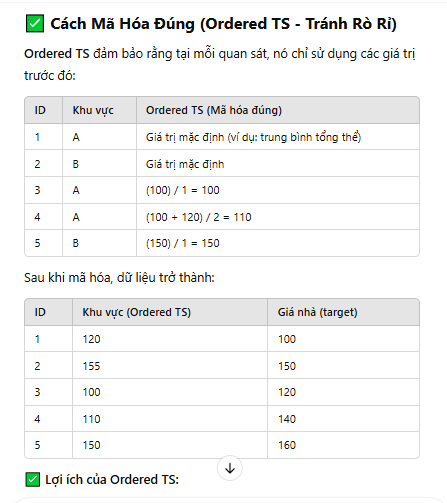 ✅ Cách Mã Hóa Đúng (Ordered TS - Tránh Rò Rỉ)
Ordered TS đảm bảo rằng tại mỗi quan sát, nó chỉ sử dụng các giá trị
trước đó:
ID Khu vực Ordered TS (Mã hóa đúng)
1 A Giá trị mặc định (ví dụ: trung bình tổng thể)
2 B Giá trị mặc định
3 A (100) / 1 = 100
4 A (100 + 120) / 2 = 110
5 B (150) / 1 = 150
Sau khi mã hóa, dữ liệu trở thành:
ID Khu vực (Ordered TS) Giá nhà (target)
1 120 100
2 155 150
3 100 120
4 110 140
5 150 160
✅ Lợi ích của Ordered TS: